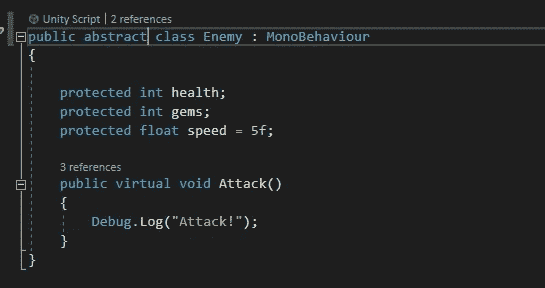 Unity Script | 2 references
public abstract class Enemy : MonoBehaviour
{
protected int health;
protected int gems;
protected float speed = 5f;
3 references
public virtual void Attack()
{
Debug.Log("Attack!");
}
}